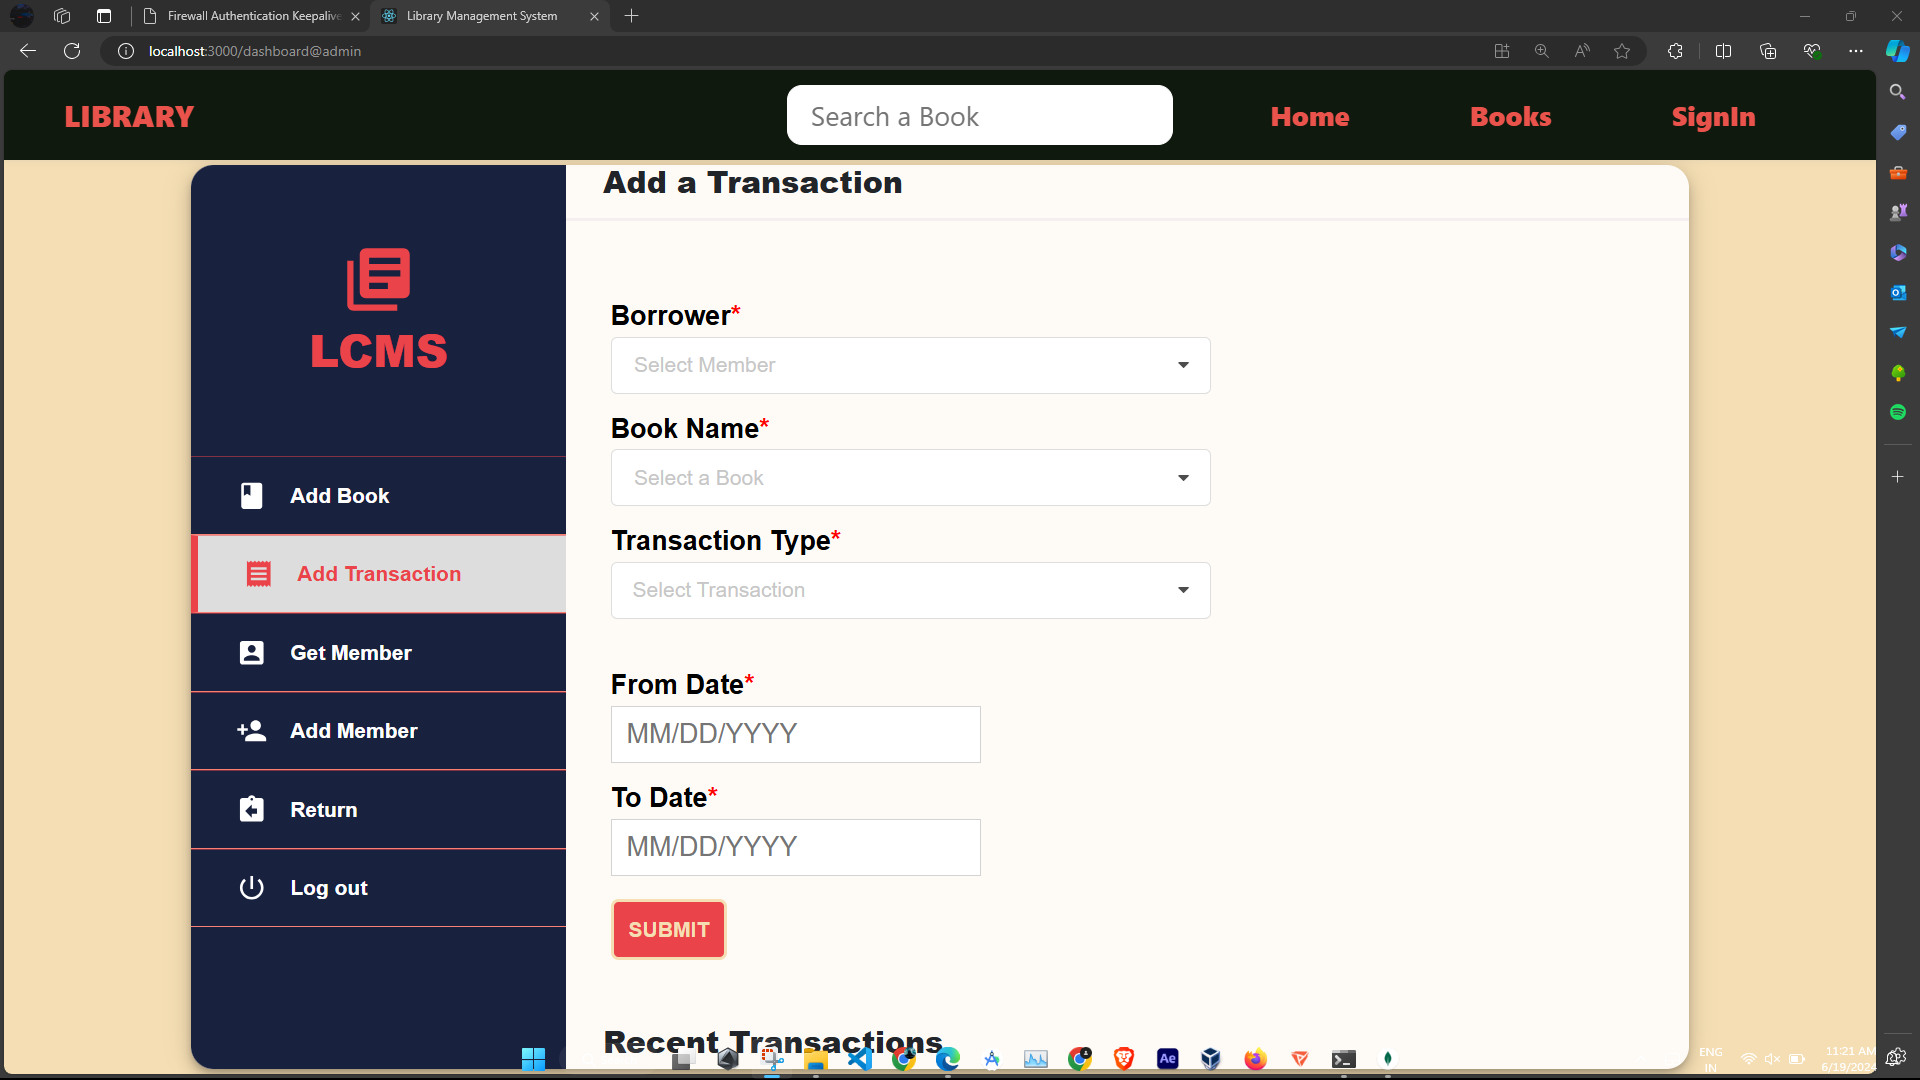 Firewall Authentication Keepalive
Library Management System
localhost:3000/dashboard@admin
LIBRARY
Search a Book
Home
Books
SignIn
LCMS
Add Book
Add Transaction
Get Member
Add Member
Return
Log out
Add a Transaction
Borrower*
Select Member
Book Name*
Select a Book
Transaction Type*
Select Transaction
From Date*
MM/DD/YYYY
To Date*
MM/DD/YYYY
SUBMIT
Recent Transactions
Ae
ENG
IN
11:21 AM
6/19/2024